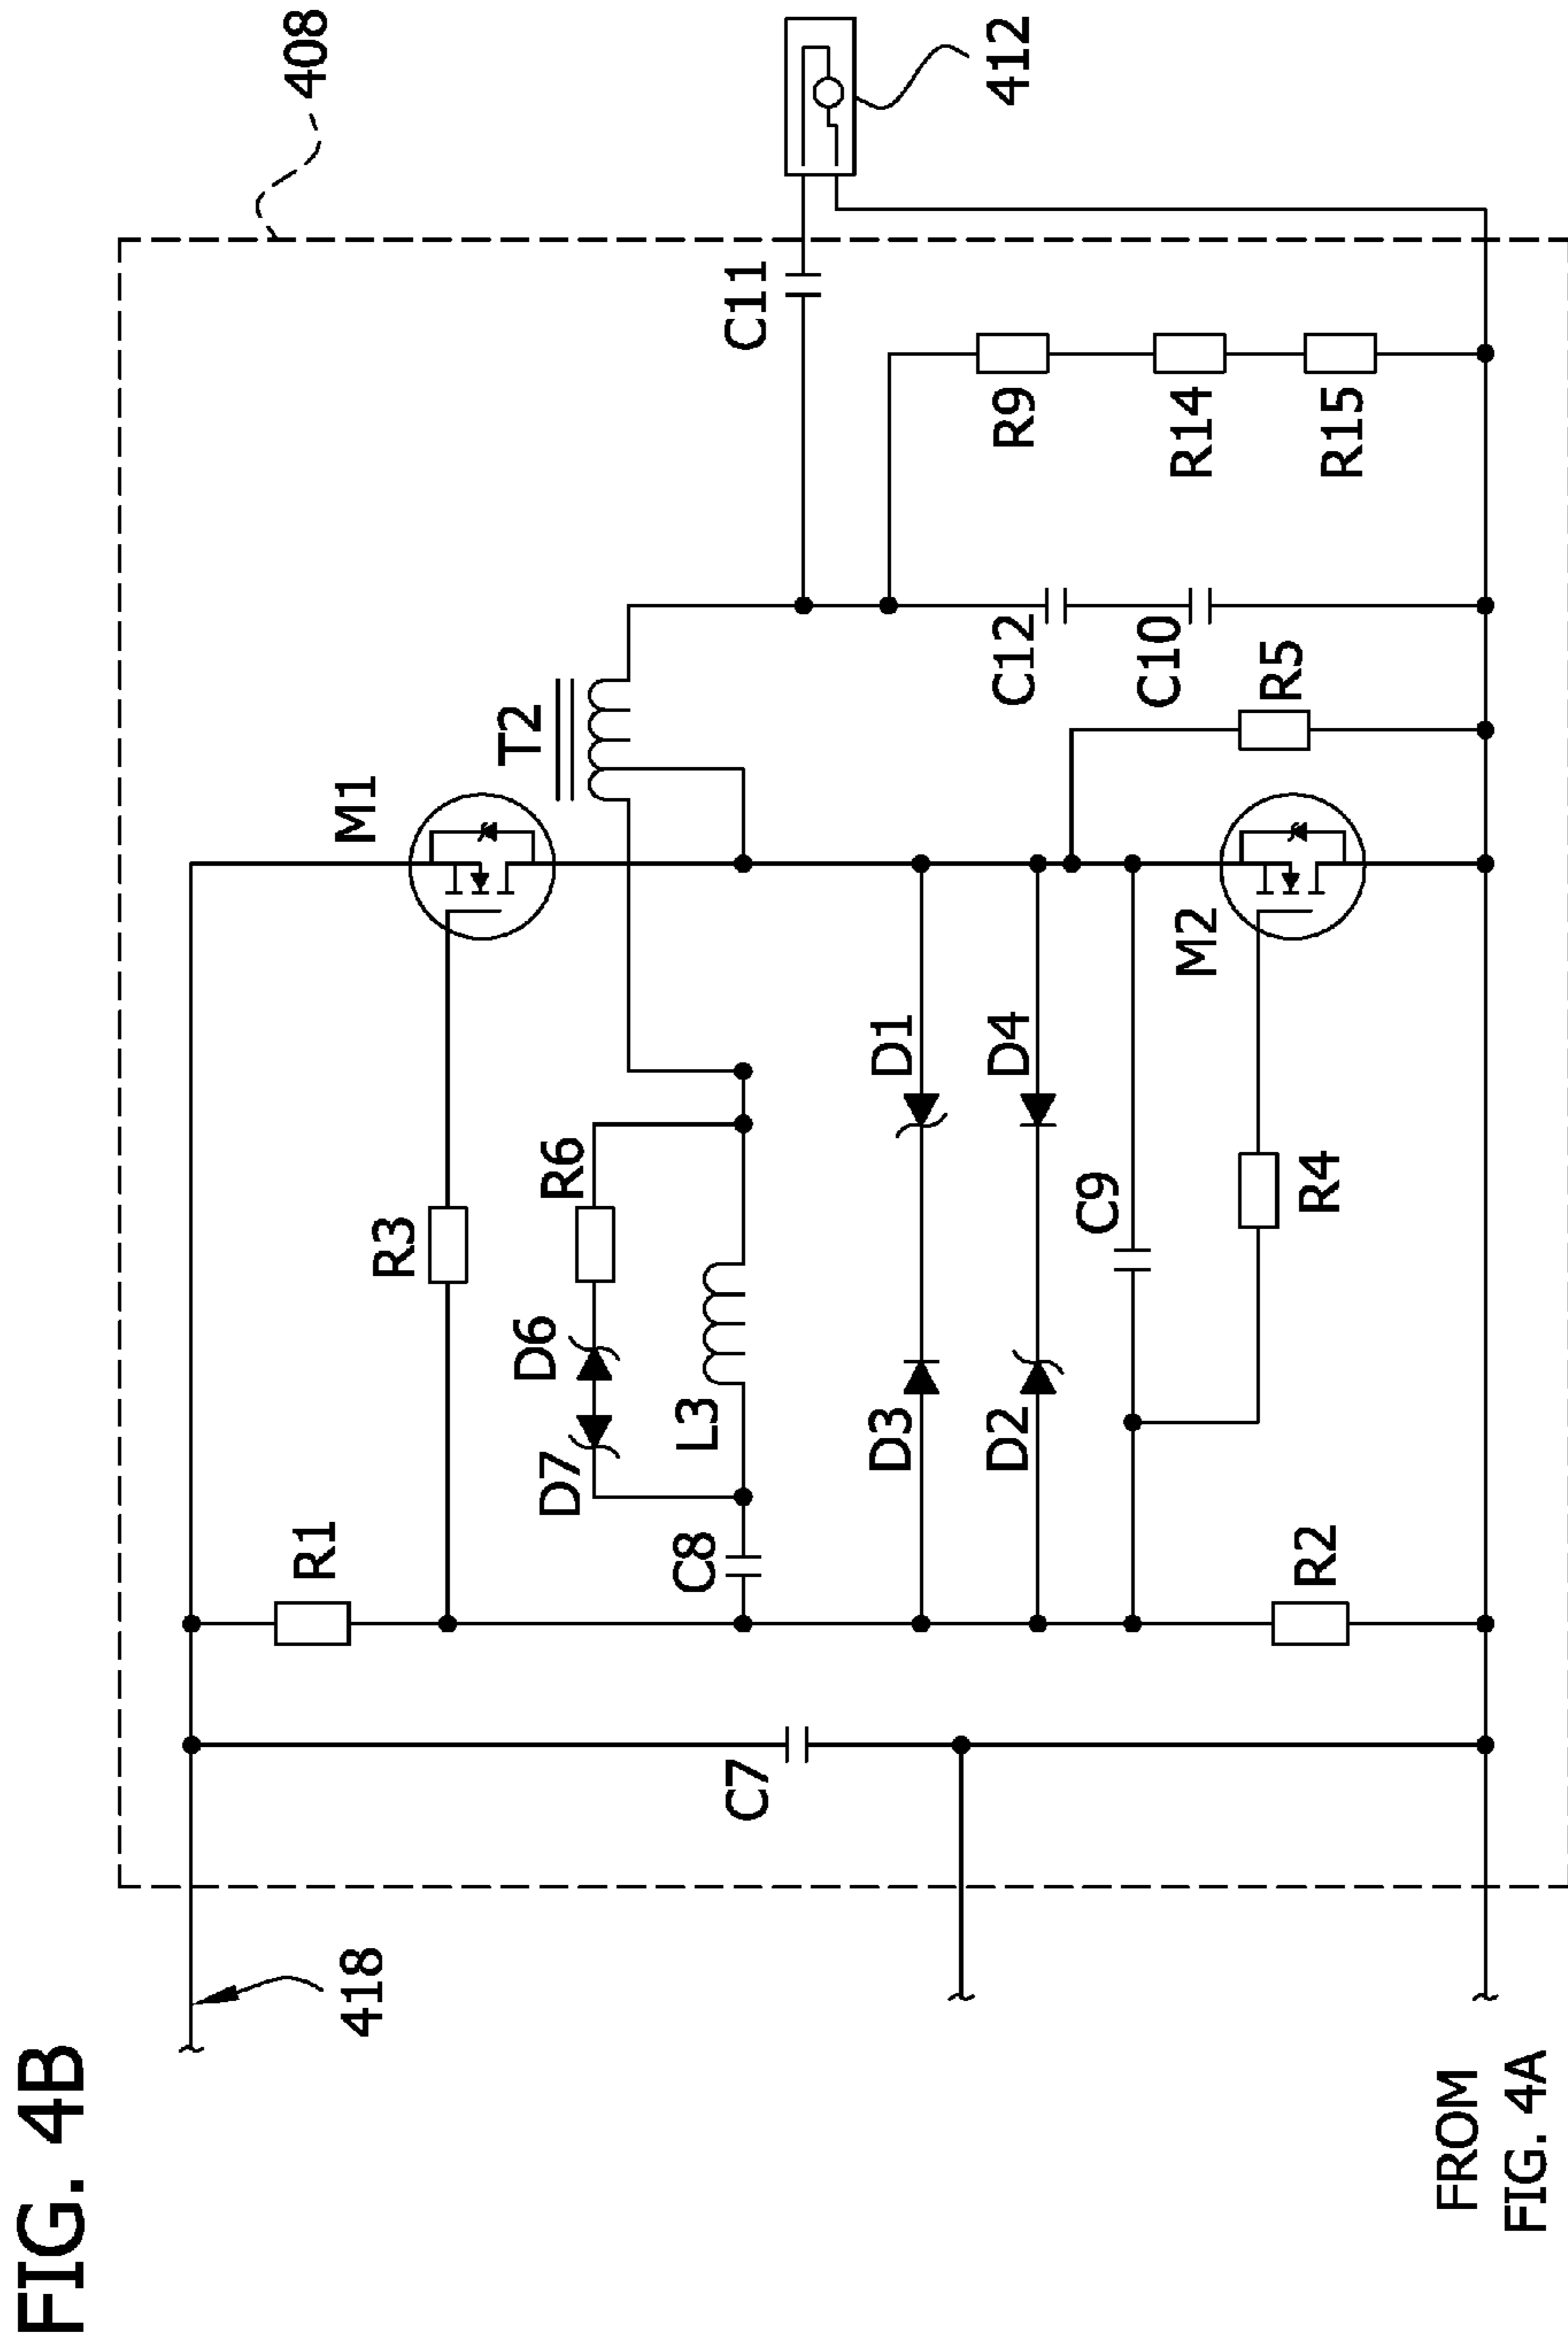 FIG. 4B
408
418
412
M1
T2
C11
R1
R3
D6
R6
D7
L3
C8
C7
D3
D1
D2
D4
C9
R4
R2
M2
R5
C12
C10
R9
R14
R15
FROM
FIG. 4A